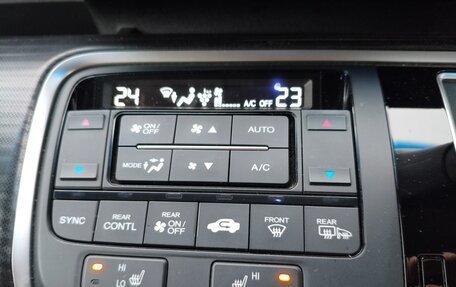 24 A/C OFF 23
ON/OFF AUTO
MODE A/C
SYNC REAR CONTL REAR ON/OFF FRONT REAR
HI HI
LO